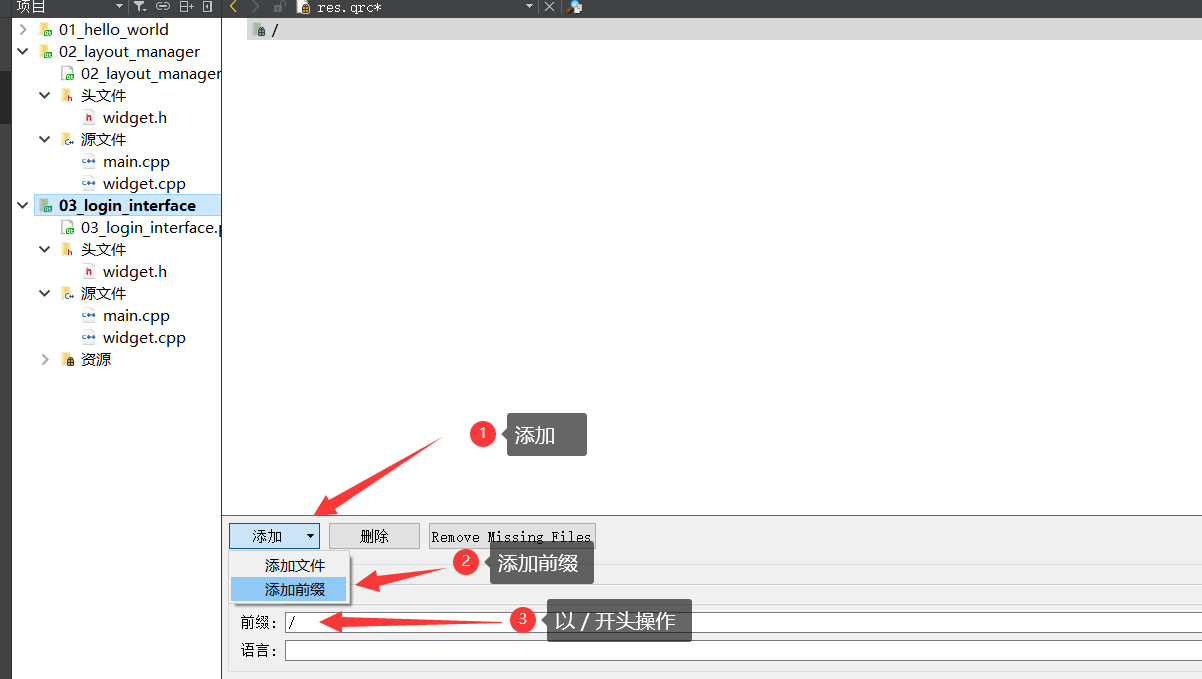 项目
res.qrc*
/
01_hello_world
02_layout_manager
02_layout_manager
头文件
widget.h
源文件
main.cpp
widget.cpp
03_login_interface
03_login_interface.p
头文件
widget.h
源文件
main.cpp
widget.cpp
资源
1 添加
添加
删除
Remove Missing Files
添加文件
添加前缀
2 添加前缀
前缀: /
3 以 / 开头操作
语言: